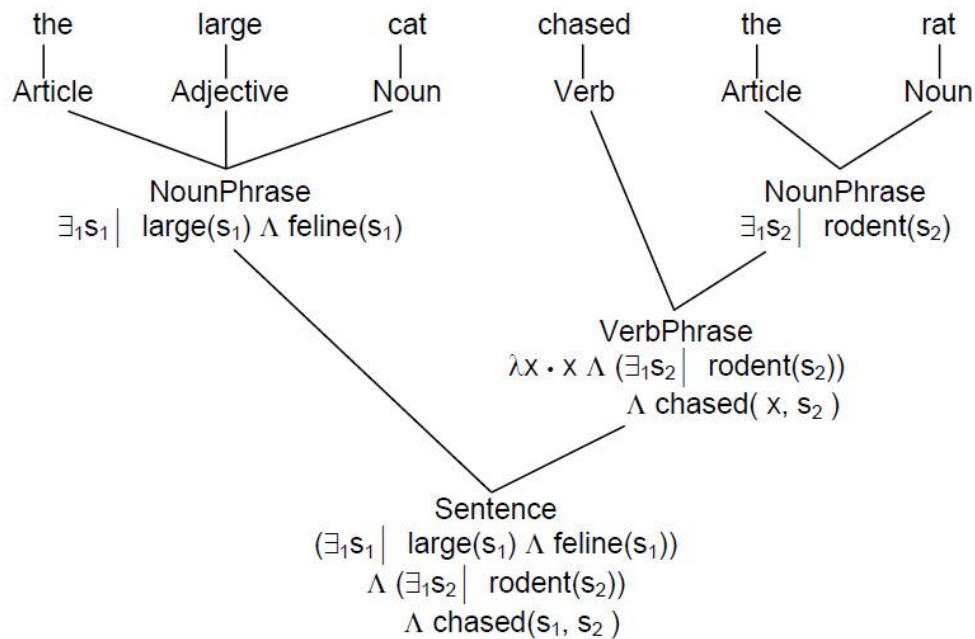 the large cat chased the rat
Article Adjective Noun Verb Article Noun
NounPhrase NounPhrase
∃₁s₁| large(s₁) Λ feline(s₁) ∃₁s₂| rodent(s₂)
VerbPhrase
λx • x Λ (∃₁s₂| rodent(s₂))
Λ chased( x, s₂ )
Sentence
(∃₁s₁| large(s₁) Λ feline(s₁))
Λ (∃₁s₂| rodent(s₂))
Λ chased(s₁, s₂ )